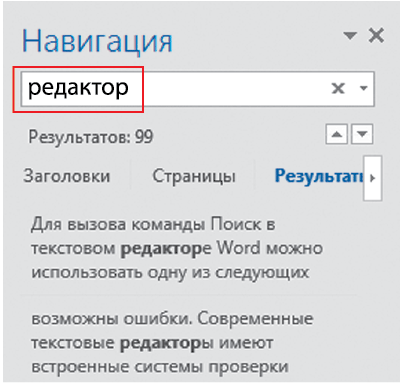 Навигация
редактор
Результатов: 99
Заголовки Страницы Результаты
Для вызова команды Поиск в
текстовом редакторе Word можно
использовать одну из следующих
возможны ошибки. Современные
текстовые редакторы имеют
встроенные системы проверки